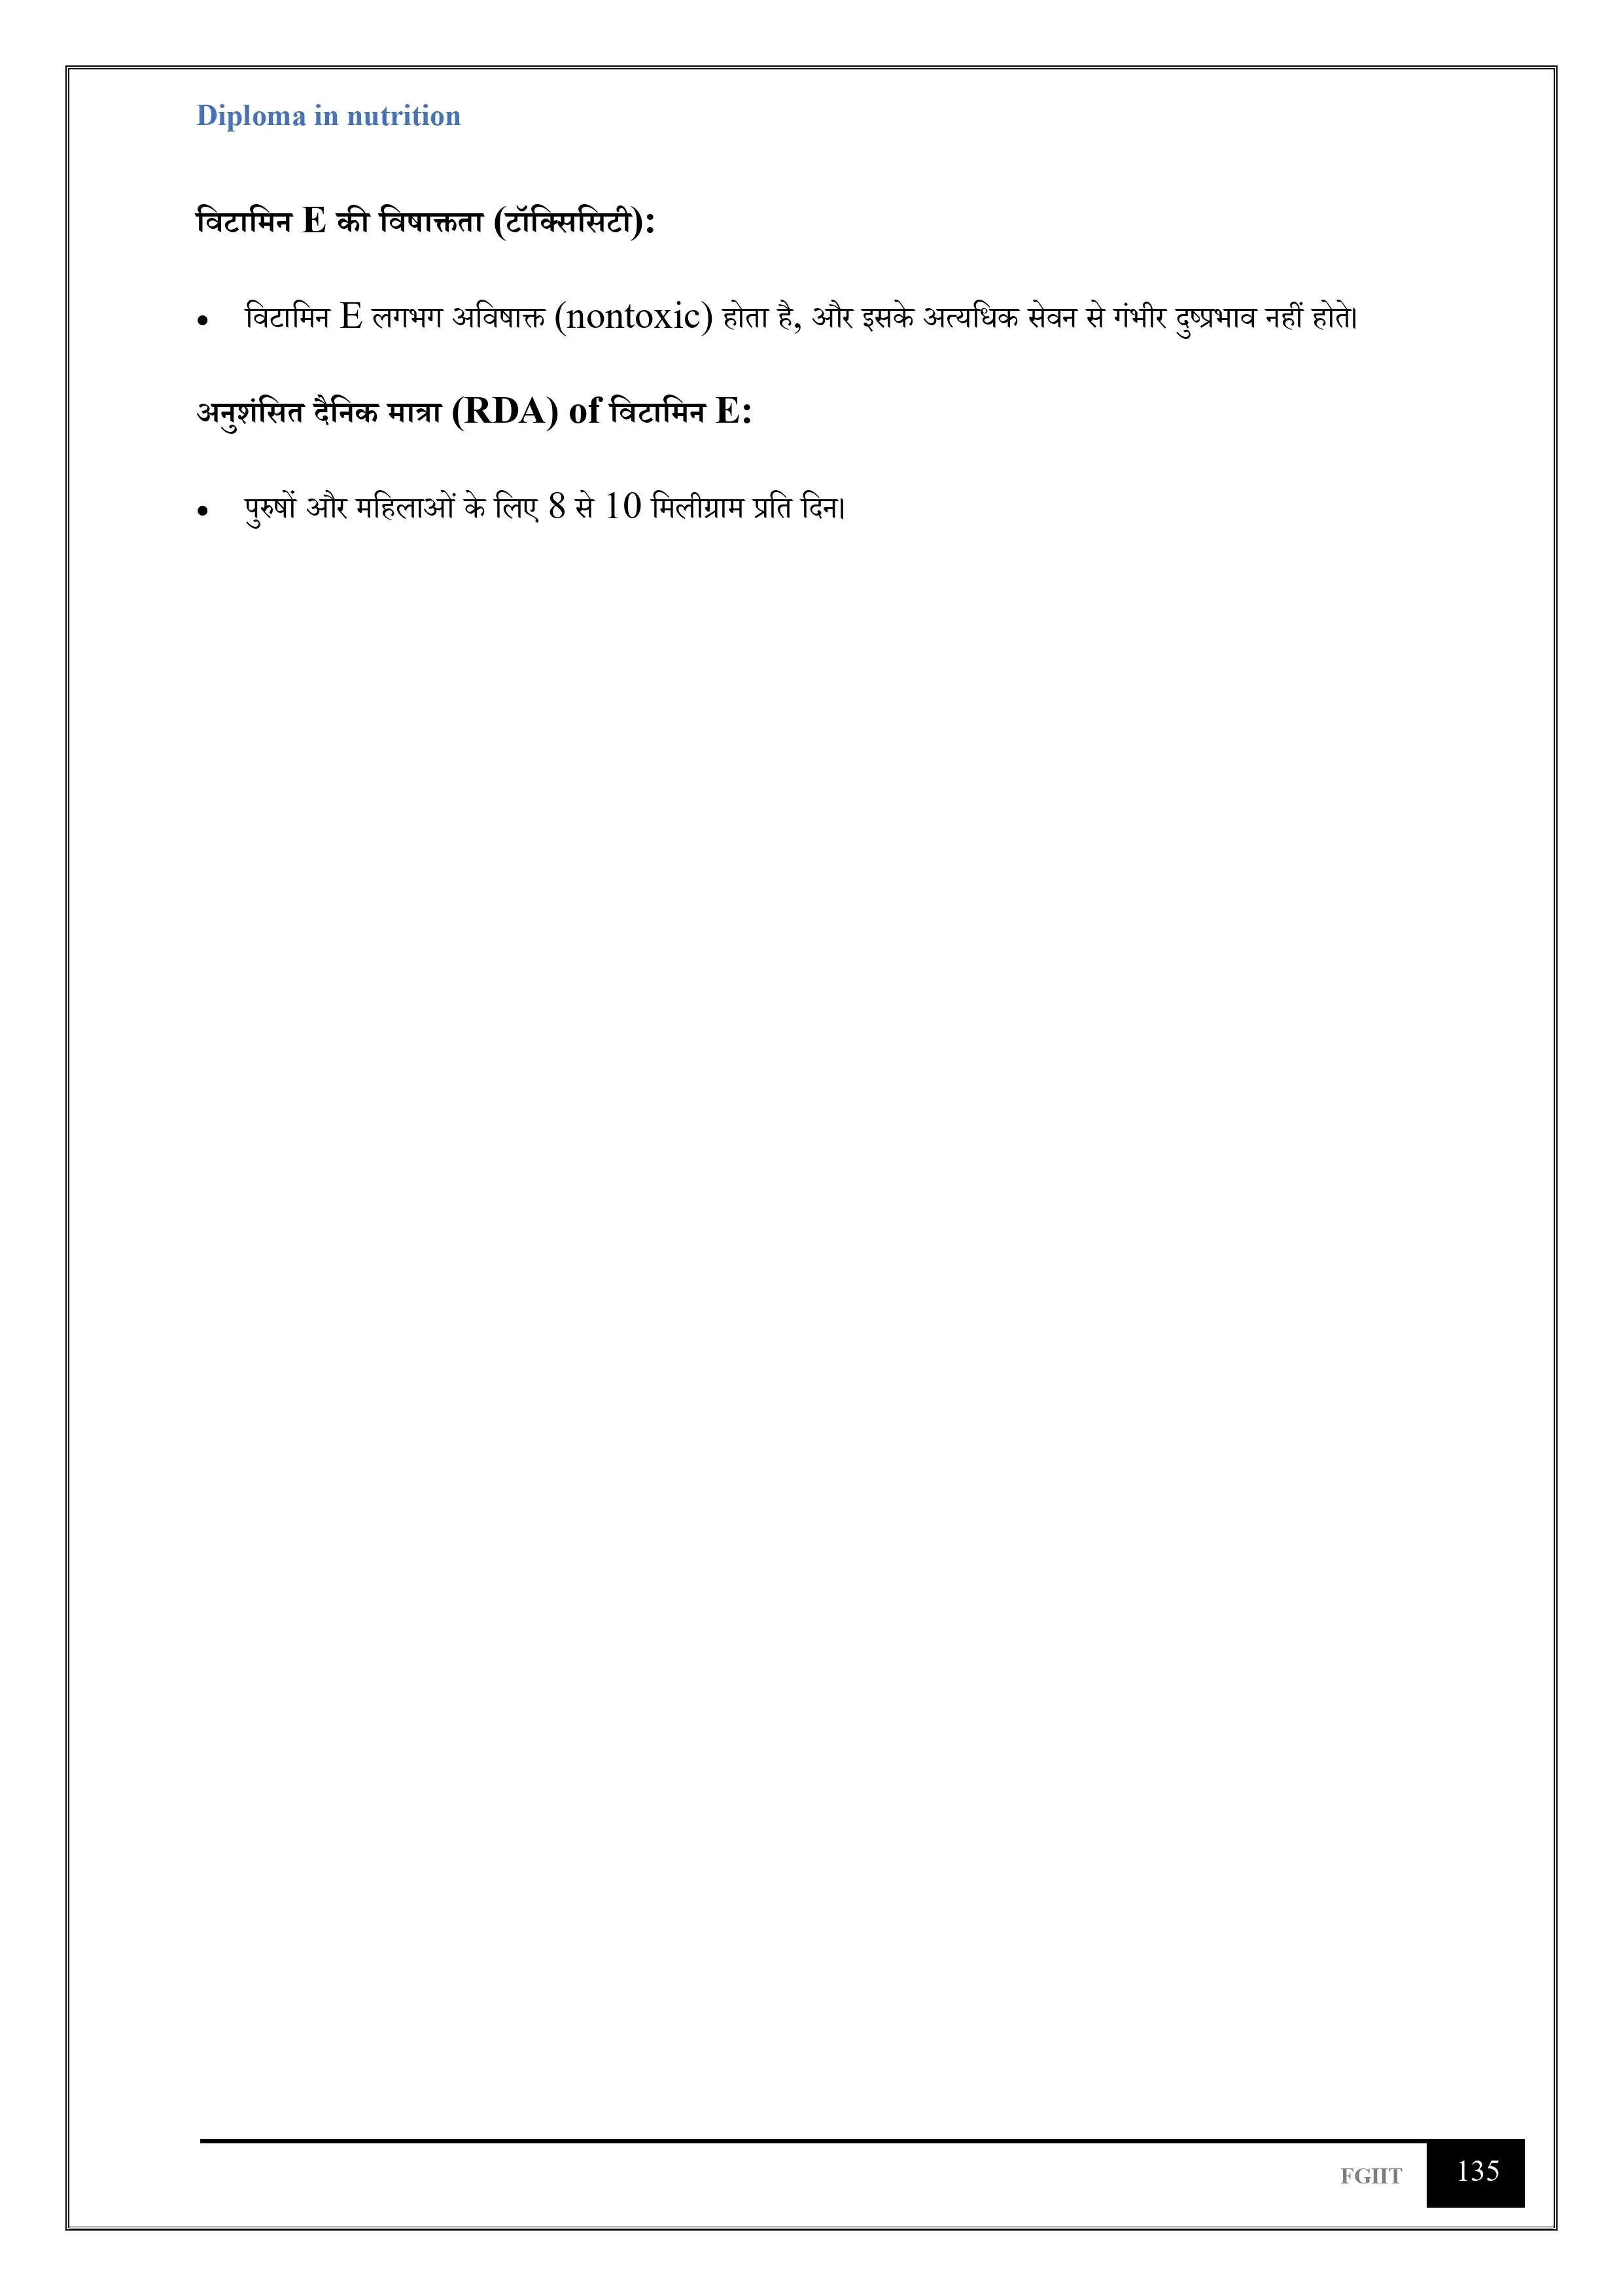 Diploma in nutrition
विटामिन E की विषाक्तता (टॉक्सिसिटी):
• विटामिन E लगभग अविषाक्त (nontoxic) होता है, और इसके अत्यधिक सेवन से गंभीर दुष्प्रभाव नहीं होते।
अनुशंसित दैनिक मात्रा (RDA) of विटामिन E:
• पुरुषों और महिलाओं के लिए 8 से 10 मिलीग्राम प्रति दिन।
FGIIT 135